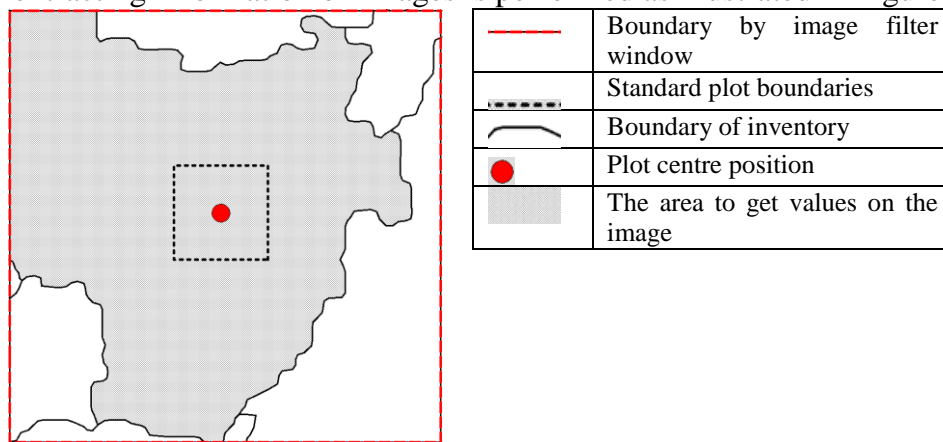 Boundary by image filter
window
Standard plot boundaries
Boundary of inventory
Plot centre position
The area to get values on the
image